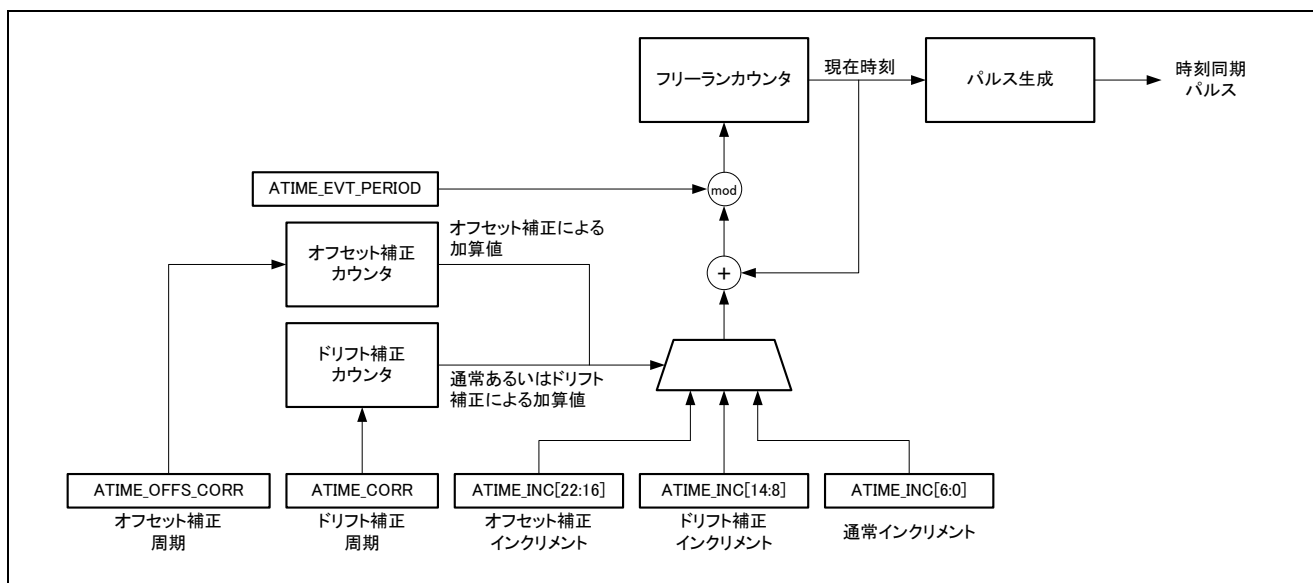 フリーランカウンタ
現在時刻
パルス生成
時刻同期
パルス
ATIME_EVT_PERIOD
mod
オフセット補正による
加算値
オフセット補正
カウンタ
+
ドリフト補正
カウンタ
通常あるいはドリフト
補正による加算値
ATIME_OFFS_CORR
ATIME_CORR
ATIME_INC[22:16]
ATIME_INC[14:8]
ATIME_INC[6:0]
オフセット補正
周期
ドリフト補正
周期
オフセット補正
インクリメント
ドリフト補正
インクリメント
通常インクリメント